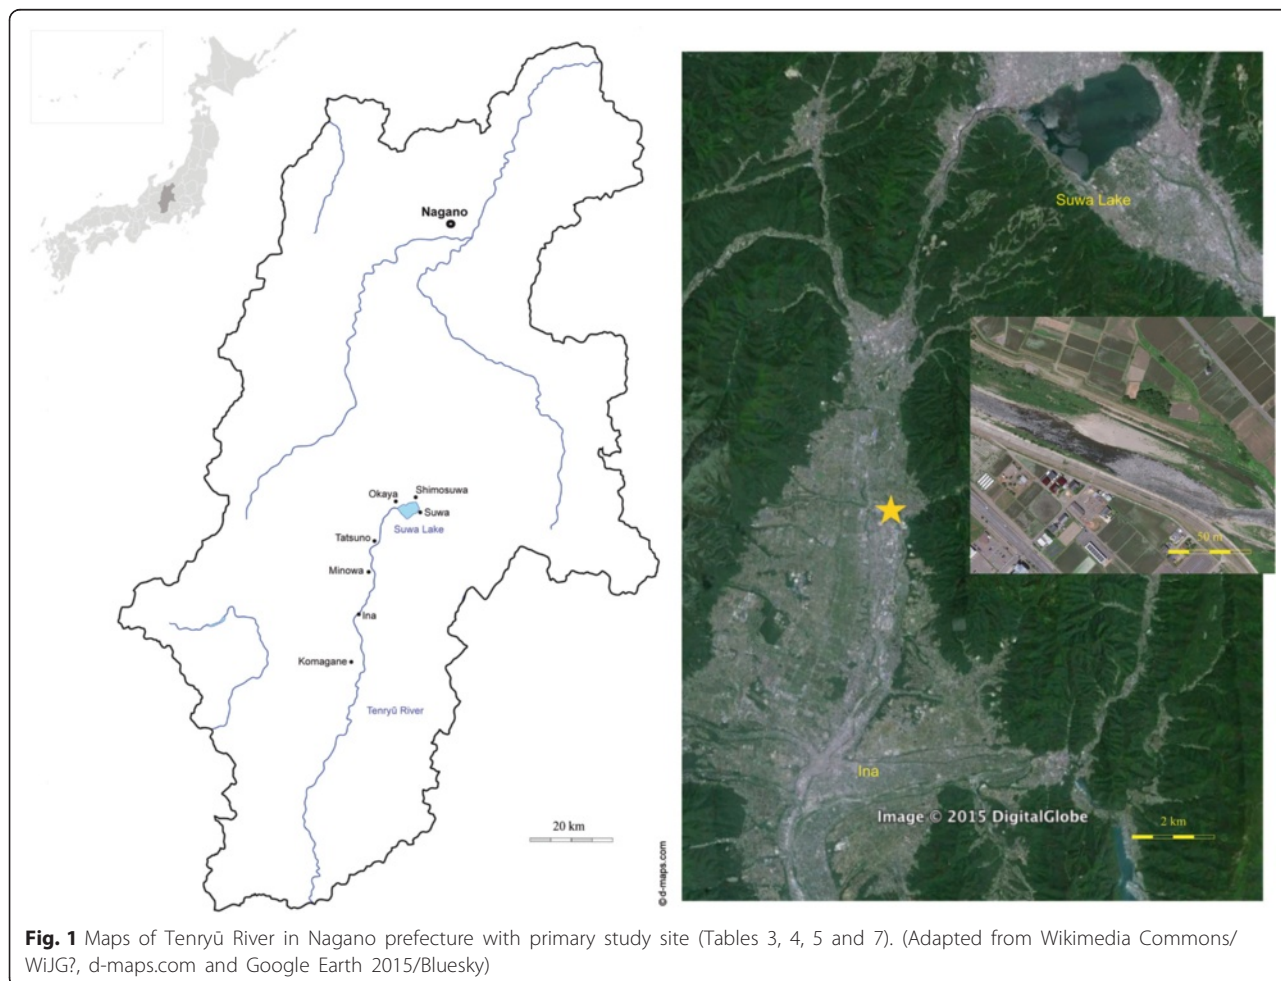 Nagano
Okaya
Shimosuwa
Suwa
Suwa Lake
Tatsuno
Minowa
Ina
Komagane
Tenryū River
20 km
© d-maps.com
Suwa Lake
50 m
Ina
Image © 2015 DigitalGlobe
2 km
Fig. 1 Maps of Tenryū River in Nagano prefecture with primary study site (Tables 3, 4, 5 and 7). (Adapted from Wikimedia Commons/
WiJG?, d-maps.com and Google Earth 2015/Bluesky)